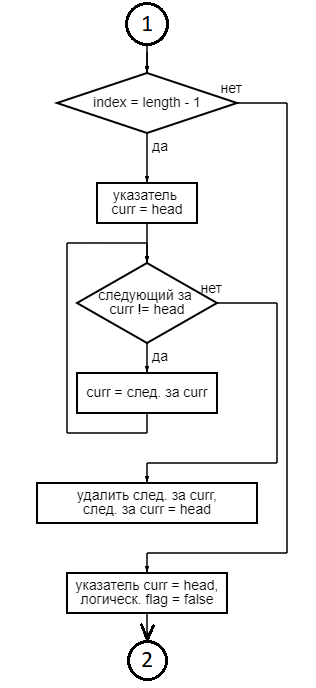 1
index = length - 1
нет
да
указатель
curr = head
следующий за
curr != head
нет
да
curr = след. за curr
удалить след. за curr,
след. за curr = head
указатель curr = head,
логическ. flag = false
2